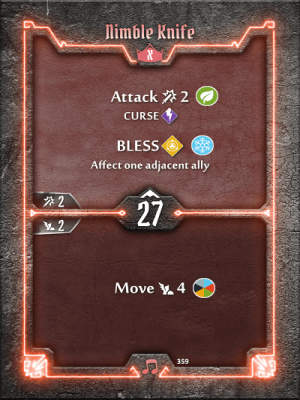 Nimble Knife
X
Attack 2
CURSE
BLESS
Affect one adjacent ally
2
27
2
Move 4
359